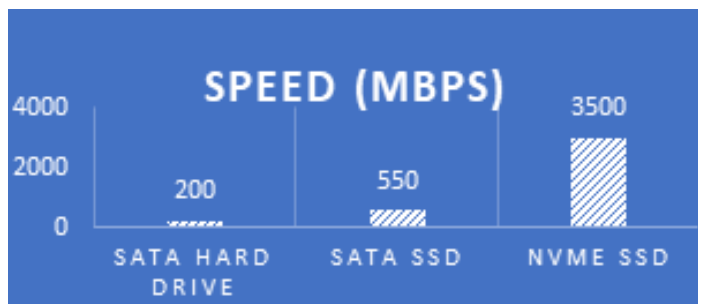 SPEED (MBPS)
4000
2000
0
200
550
3500
SATA HARD
DRIVE
SATA SSD
NVME SSD